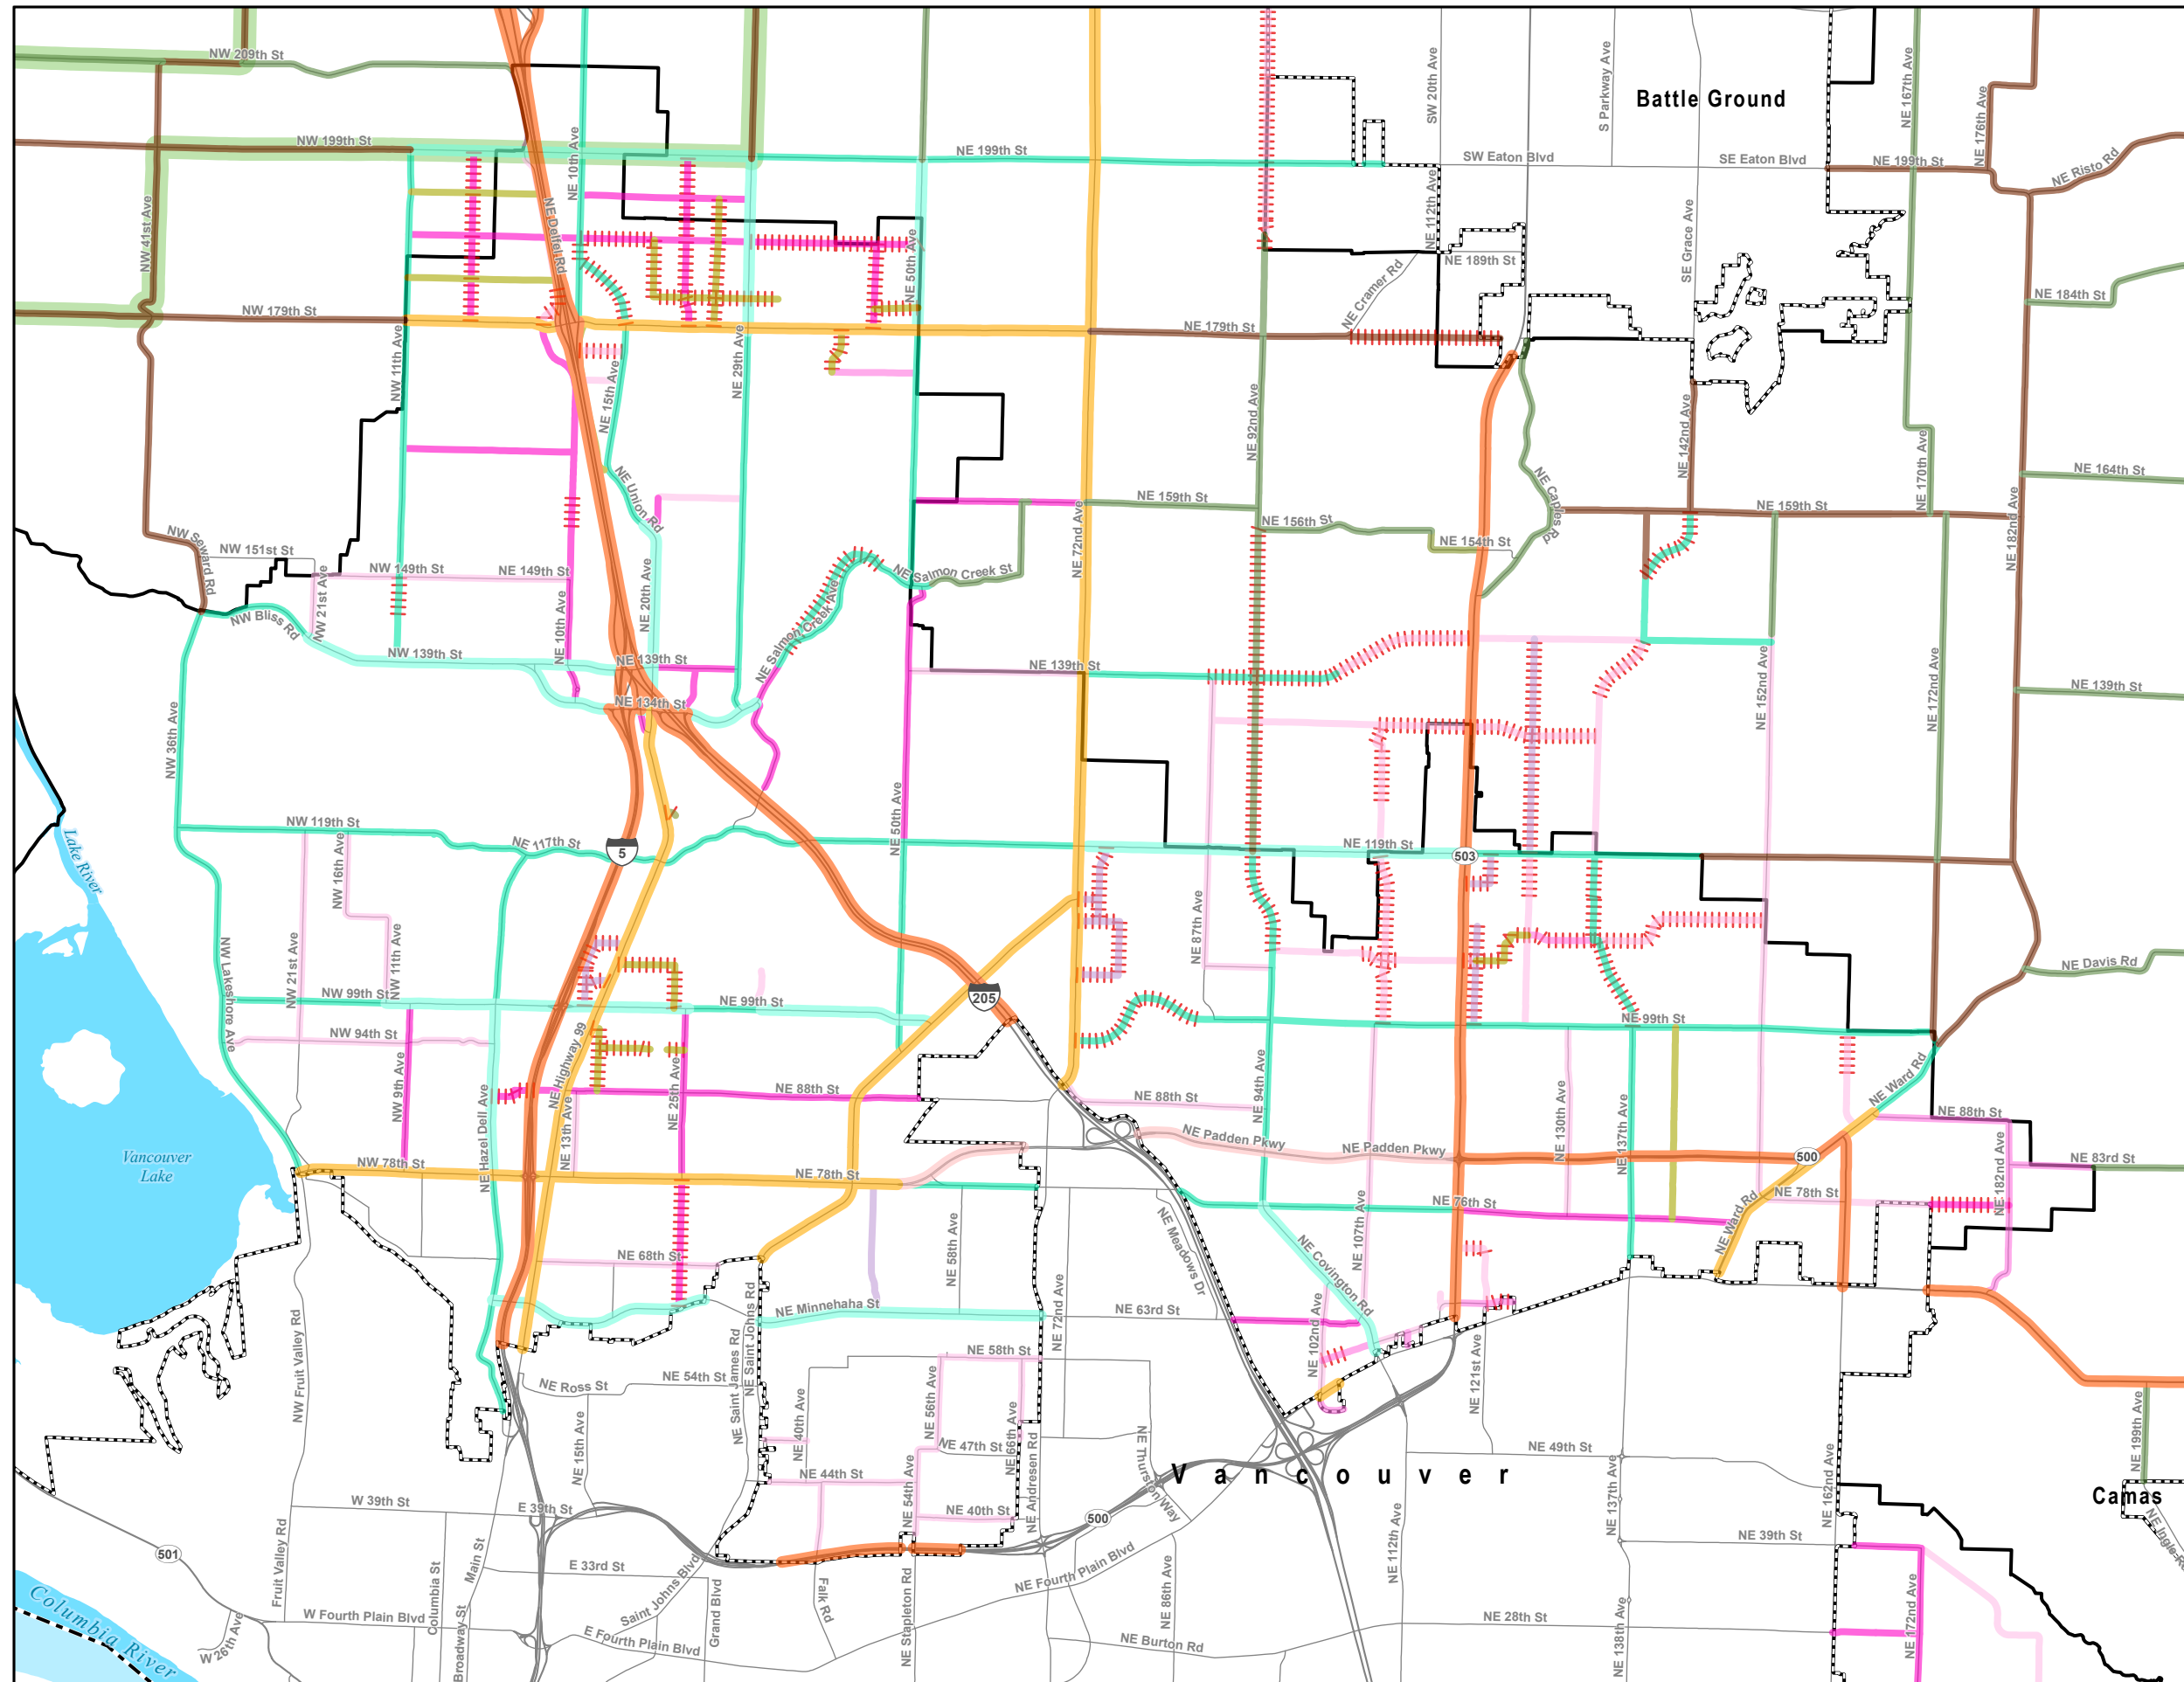 NW 209th St
Battle Ground
SW 20th Ave
S Parkway Ave
NE 167th Ave
NE 176th Ave
NW 199th St
NE 10th Ave
NE 199th St
SW Eaton Blvd
SE Eaton Blvd
NE 199th St
NE Risto Rd
NW 41st Ave
NE Delfel Rd
NE 50th Ave
NE 112th Ave
SE Grace Ave
NE 189th St
NE Cramer Rd
NE 184th St
NW 179th St
NE 179th St
NW 11th Ave
NE 15th Ave
NE 29th Ave
NE 92nd Ave
NE 142nd Ave
NE 170th Ave
NE 164th St
NE Union Rd
NE 72nd Ave
NE 159th St
NE 156th St
NE Caples Rd
NE 159th St
NE 182nd Ave
NE 154th St
NW Seward Rd
NW 151st St
NW 149th St
NE 149th St
NW 21st Ave
NE 20th Ave
NE Salmon Creek St
NE Salmon Creek Ave
NW Bliss Rd
NE 10th Ave
NW 139th St
NE 139th St
NE 139th St
NE 139th St
NE 134th St
NW 36th Ave
NE 152nd Ave
NE 172nd Ave
NE 50th Ave
Lake River
NW 119th St
NE 117th St
5
NE 119th St
503
NW 16th Ave
NW 11th Ave
NW 21st Ave
NW Lakeshore Ave
NE 87th Ave
NE Davis Rd
NW 99th St
NE 99th St
205
NE 99th St
NW 94th St
NE Highway 99
NW 9th Ave
NE Hazel Dell Ave
NE 13th Ave
NE 25th Ave
NE 88th St
NE 88th St
NE 94th Ave
NE 130th Ave
NE 137th Ave
NE Ward Rd
NE 88th St
Vancouver
Lake
NW 78th St
NE 78th St
NE Padden Pkwy
NE Padden Pkwy
500
NE 83rd St
NE 182nd Ave
NE 78th St
NE 76th St
NE Ward Rd
NE 58th Ave
NE Meadows Dr
NE 107th Ave
NE 68th St
NE Covington Rd
NW Fruit Valley Rd
NE Minnehaha St
NE 63rd St
NE 72nd Ave
NE Saint James Rd
NE Saint Johns Rd
NE 102nd Ave
NE 121st Ave
NE 58th St
NE Ross St
NE 54th St
NE 56th Ave
NE 15th Ave
NE 40th Ave
NE 47th St
NE 66th Ave
NE Andresen Rd
NE Thurston Way
NE 199th Ave
NE 49th St
NE 44th St
Vancouver
NE 137th Ave
NE 162nd Ave
Camas
W 39th St
E 39th St
NE 54th Ave
NE 40th St
500
NE 112th Ave
NE 39th St
501
Fruit Valley Rd
Columbia St
Main St
E 33rd St
Saint Johns Blvd
Grand Blvd
Falk Rd
NE Stapleton Rd
NE Fourth Plain Blvd
NE 86th Ave
NE 172nd Ave
Columbia River
W 26th Ave
W Fourth Plain Blvd
Broadway St
E Fourth Plain Blvd
NE Burton Rd
NE 28th St
NE 138th Ave